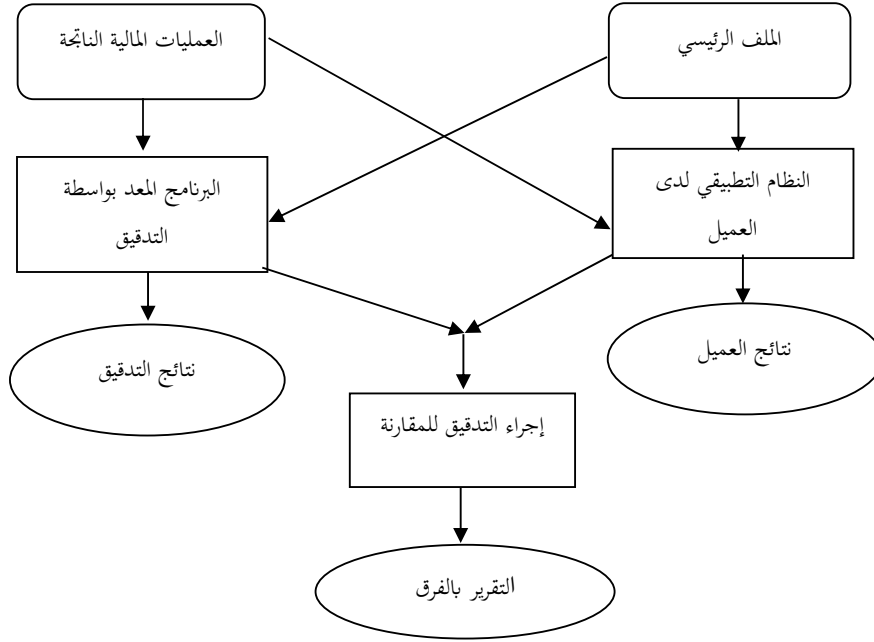 الملف الرئيسي
العمليات المالية الناتجة
النظام التطبيقي لدى
العميل
البرنامج المعد بواسطة
التدقيق
نتائج العميل
نتائج التدقيق
إجراء التدقيق للمقارنة
التقرير بالفرق